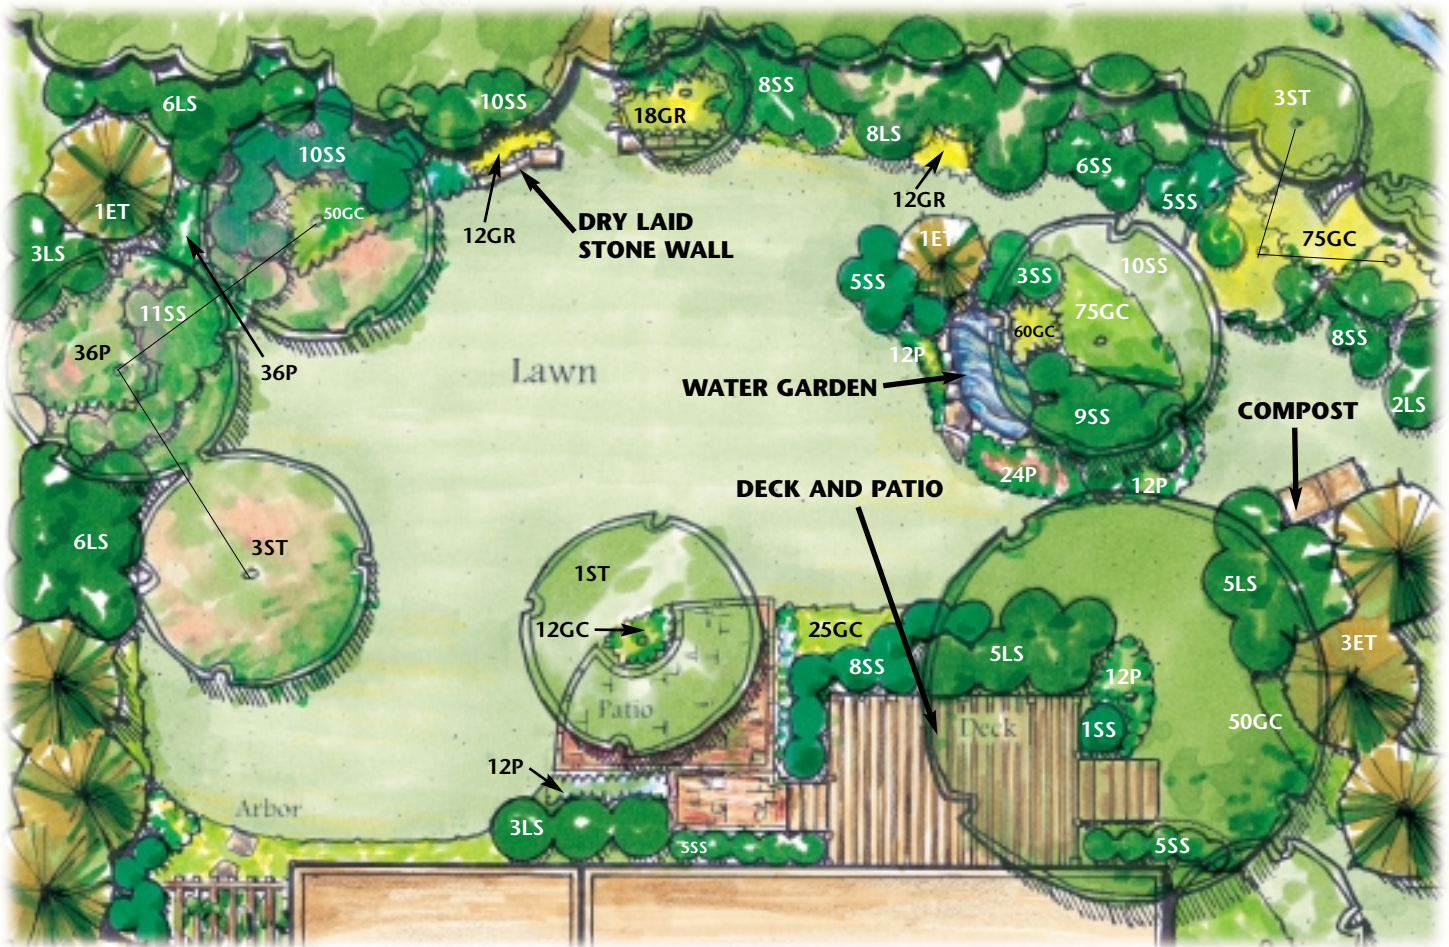 6LS
10SS
18GR
8SS
8LS
3ST
10SS
6SS
1ET
50GC
12GR
DRY LAID
STONE WALL
12GR
5SS
3LS
1ET
75GC
5SS
3SS
10SS
11SS
36P
36P
Lawn
12P
60GC
75GC
8SS
WATER GARDEN
9SS
2LS
COMPOST
24P
12P
DECK AND PATIO
6LS
3ST
1ST
5LS
12GC
25GC
8SS
5LS
12P
3ET
Patio
Deck
1SS
50GC
12P
Arbor
3LS
5SS
5SS